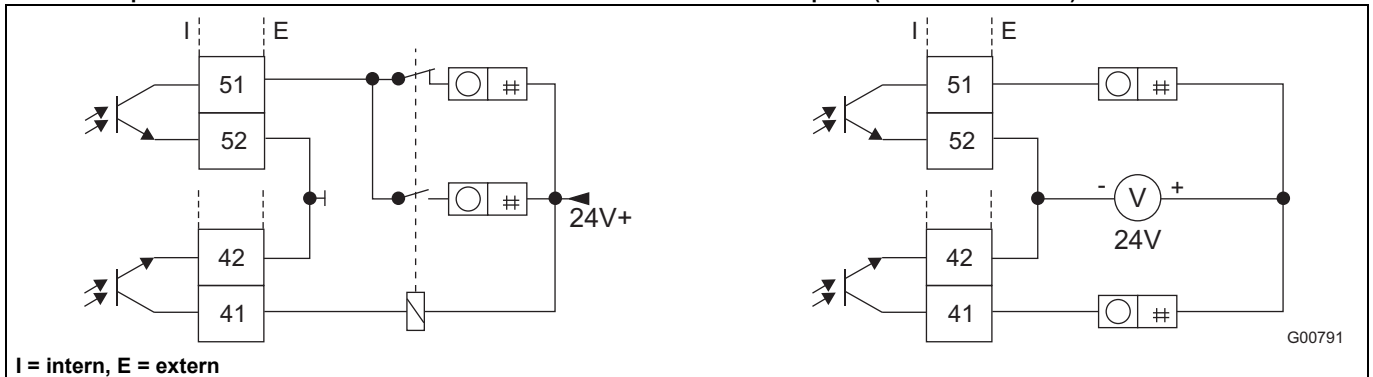 I E
51
52
42
41
24V+
I E
51
52
42
41
- V +
24V
G00791
I = intern, E = extern